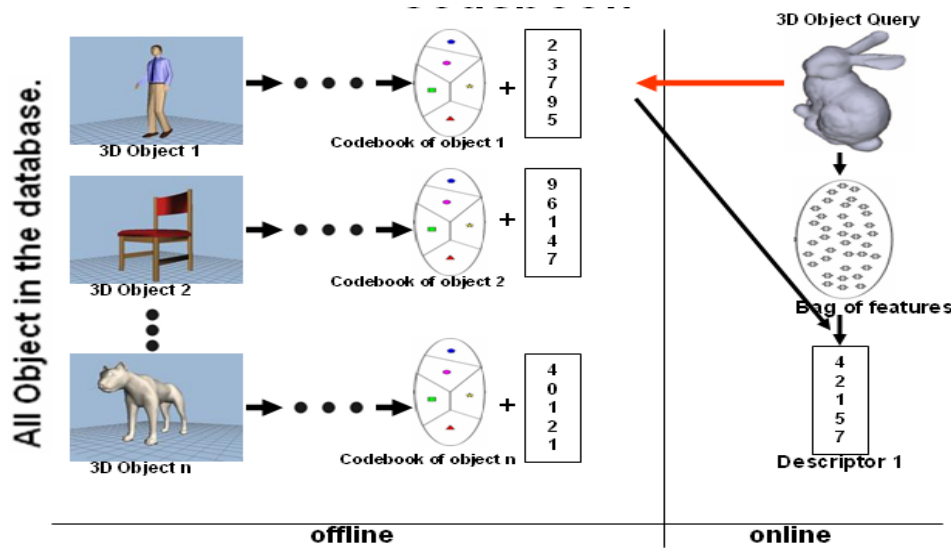 3D Object Query
All Object in the database.
2
3
7
9
5
+
3D Object 1
Codebook of object 1
9
6
1
4
7
+
3D Object 2
Codebook of object 2
Bag of features
4
0
1
2
1
+
3D Object n
Codebook of object n
4
2
1
5
7
Descriptor 1
offline
online